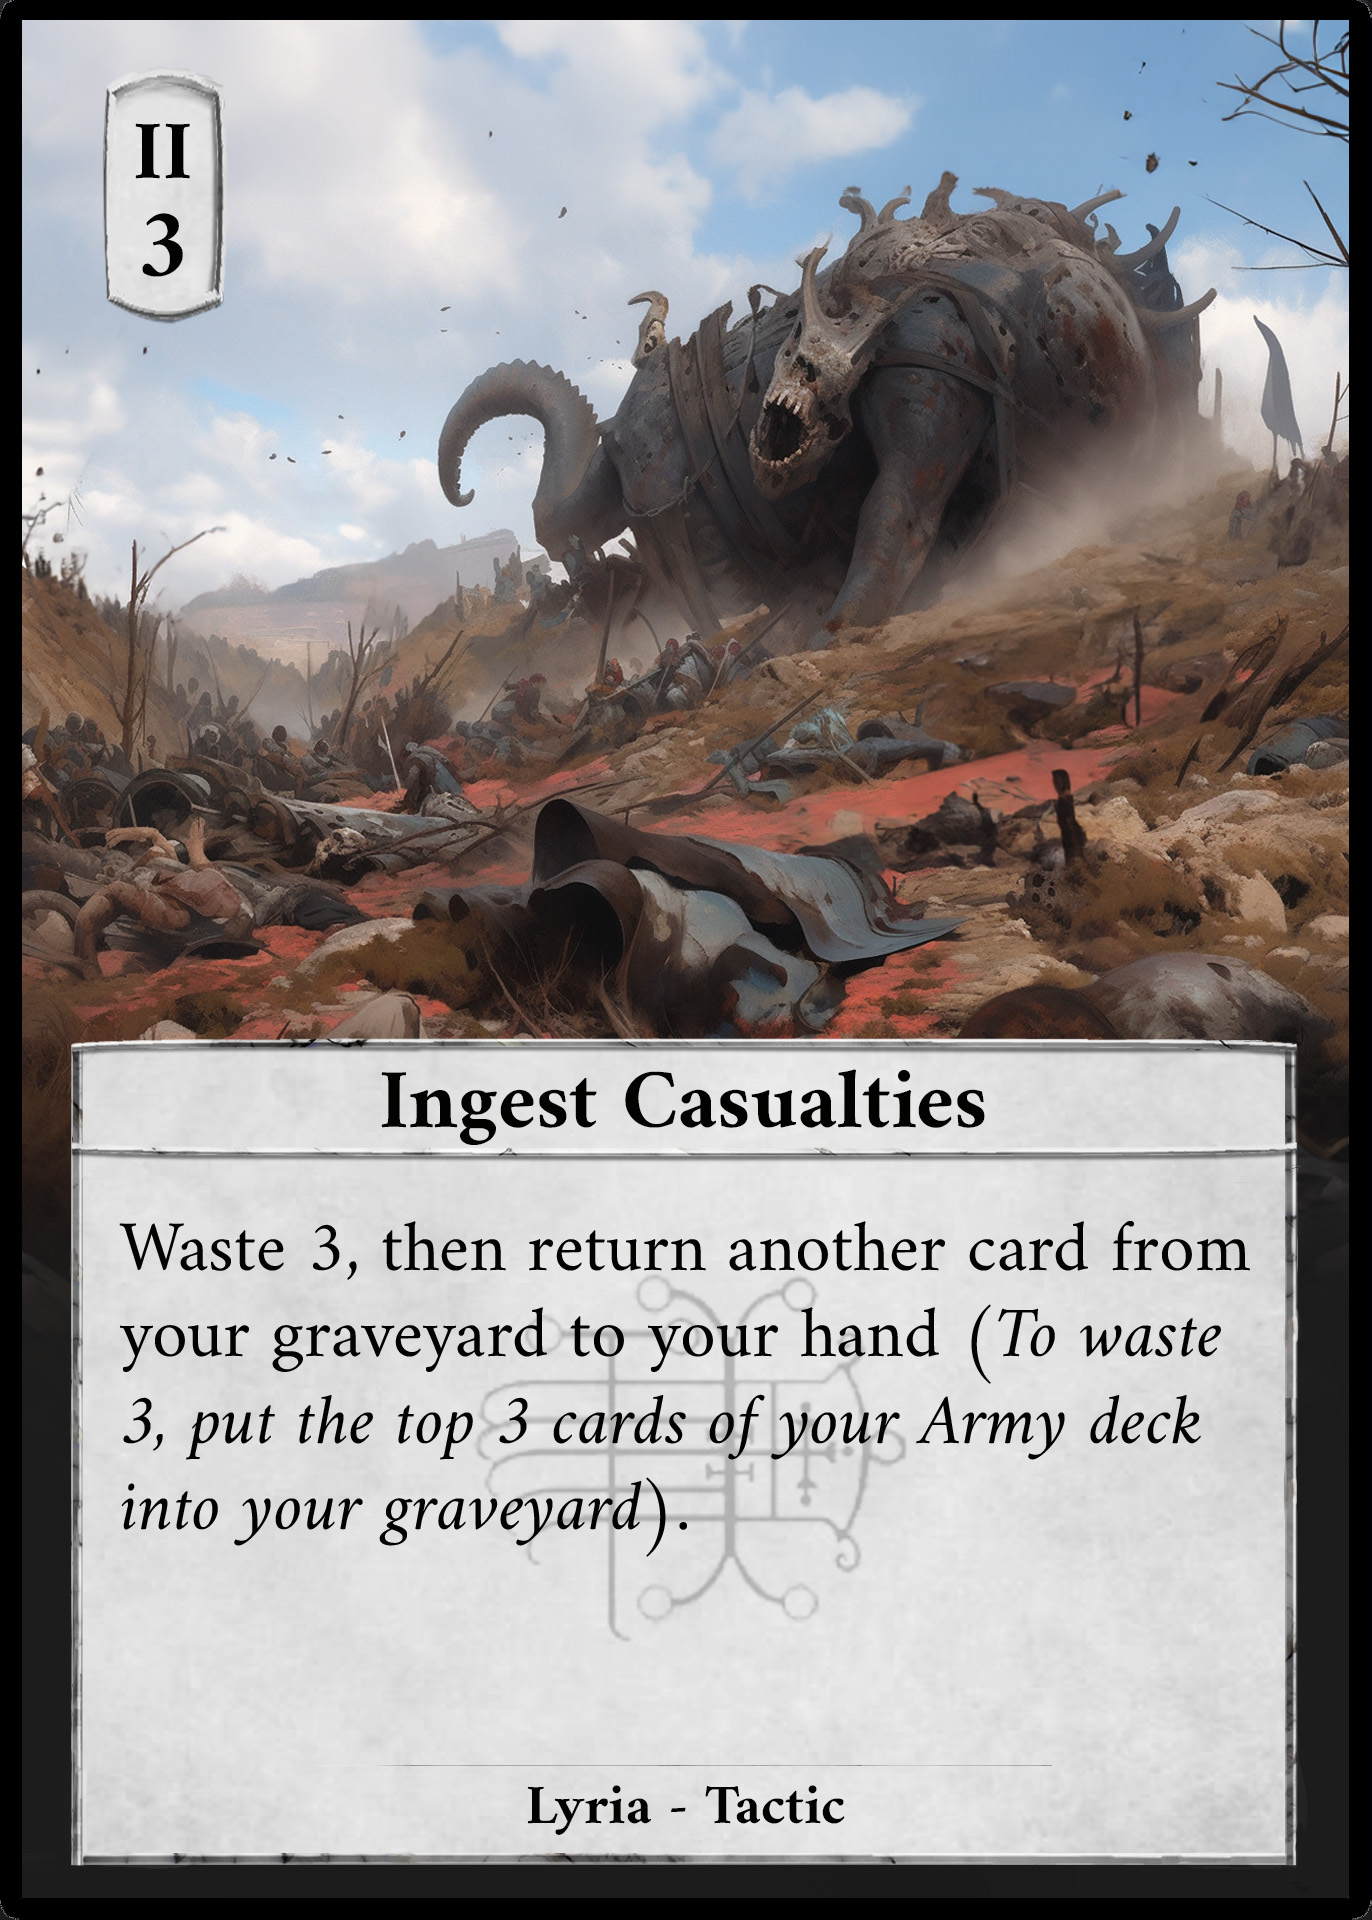 II
3
Ingest Casualties
Waste 3, then return another card from
your graveyard to your hand (To waste
3, put the top 3 cards of your Army deck
into your graveyard).
Lyria - Tactic